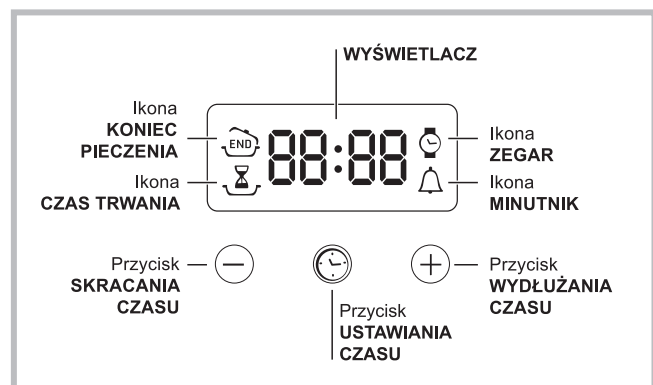 WYŚWIETLACZ
Ikona
KONIEC
PIECZENIA
END
88:88
Ikona
ZEGAR
Ikona
CZAS TRWANIA
Ikona
MINUTNIK
Przycisk
SKRACANIA
CZASU
Przycisk
USTAWIANIA
CZASU
Przycisk
WYDŁUŻANIA
CZASU